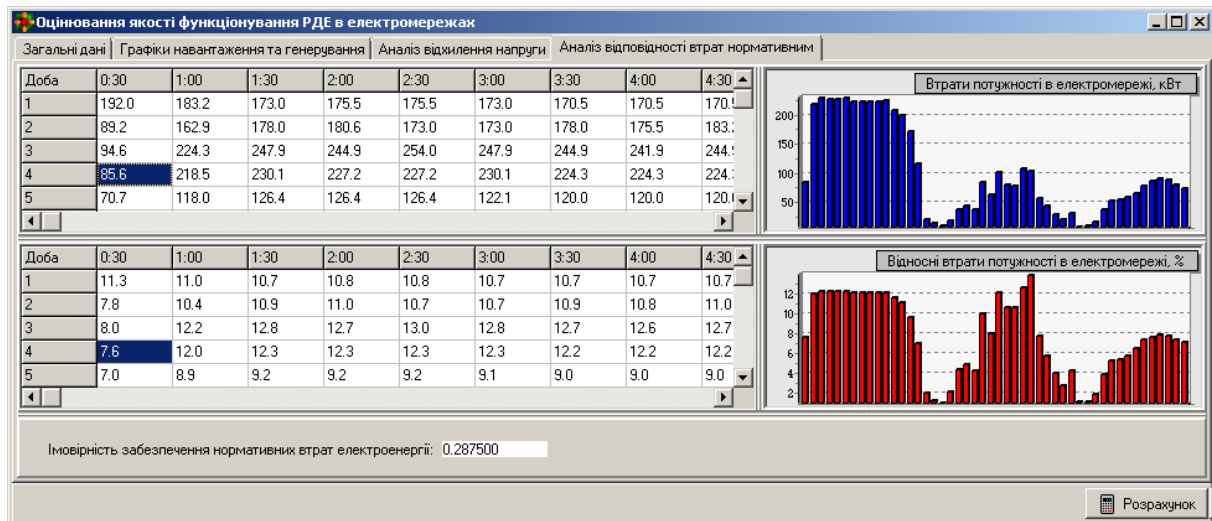 Оцінювання якості функціонування РДЕ в електромережах
Загальні дані Графіки навантаження та генерування Аналіз відхилення напруги Аналіз відповідності втрат нормативним
Доба 0:30 1:00 1:30 2:00 2:30 3:00 3:30 4:00 4:30
1 192.0 183.2 173.0 175.5 175.5 173.0 170.5 170.5 170.
2 89.2 162.9 178.0 180.6 173.0 173.0 178.0 175.5 183.
3 94.6 224.3 247.9 244.9 254.0 247.9 244.9 241.9 244.
4 85.6 218.5 230.1 227.2 227.2 230.1 224.3 224.3 224.
5 70.7 118.0 126.4 126.4 126.4 122.1 120.0 120.0 120.
Втрати потужності в електромережі, кВт
200
150
100
50
Доба 0:30 1:00 1:30 2:00 2:30 3:00 3:30 4:00 4:30
1 11.3 11.0 10.7 10.8 10.8 10.7 10.7 10.7 10.7
2 7.8 10.4 10.9 11.0 10.7 10.7 10.9 10.8 11.0
3 8.0 12.2 12.8 12.7 13.0 12.8 12.7 12.6 12.7
4 7.6 12.0 12.3 12.3 12.3 12.3 12.2 12.2 12.2
5 7.0 8.9 9.2 9.2 9.2 9.1 9.0 9.0 9.0
Відносні втрати потужності в електромережі, %
12
10
8
6
4
2
Імовірність забезпечення нормативних втрат електроенергії: 0.287500
Розрахунок